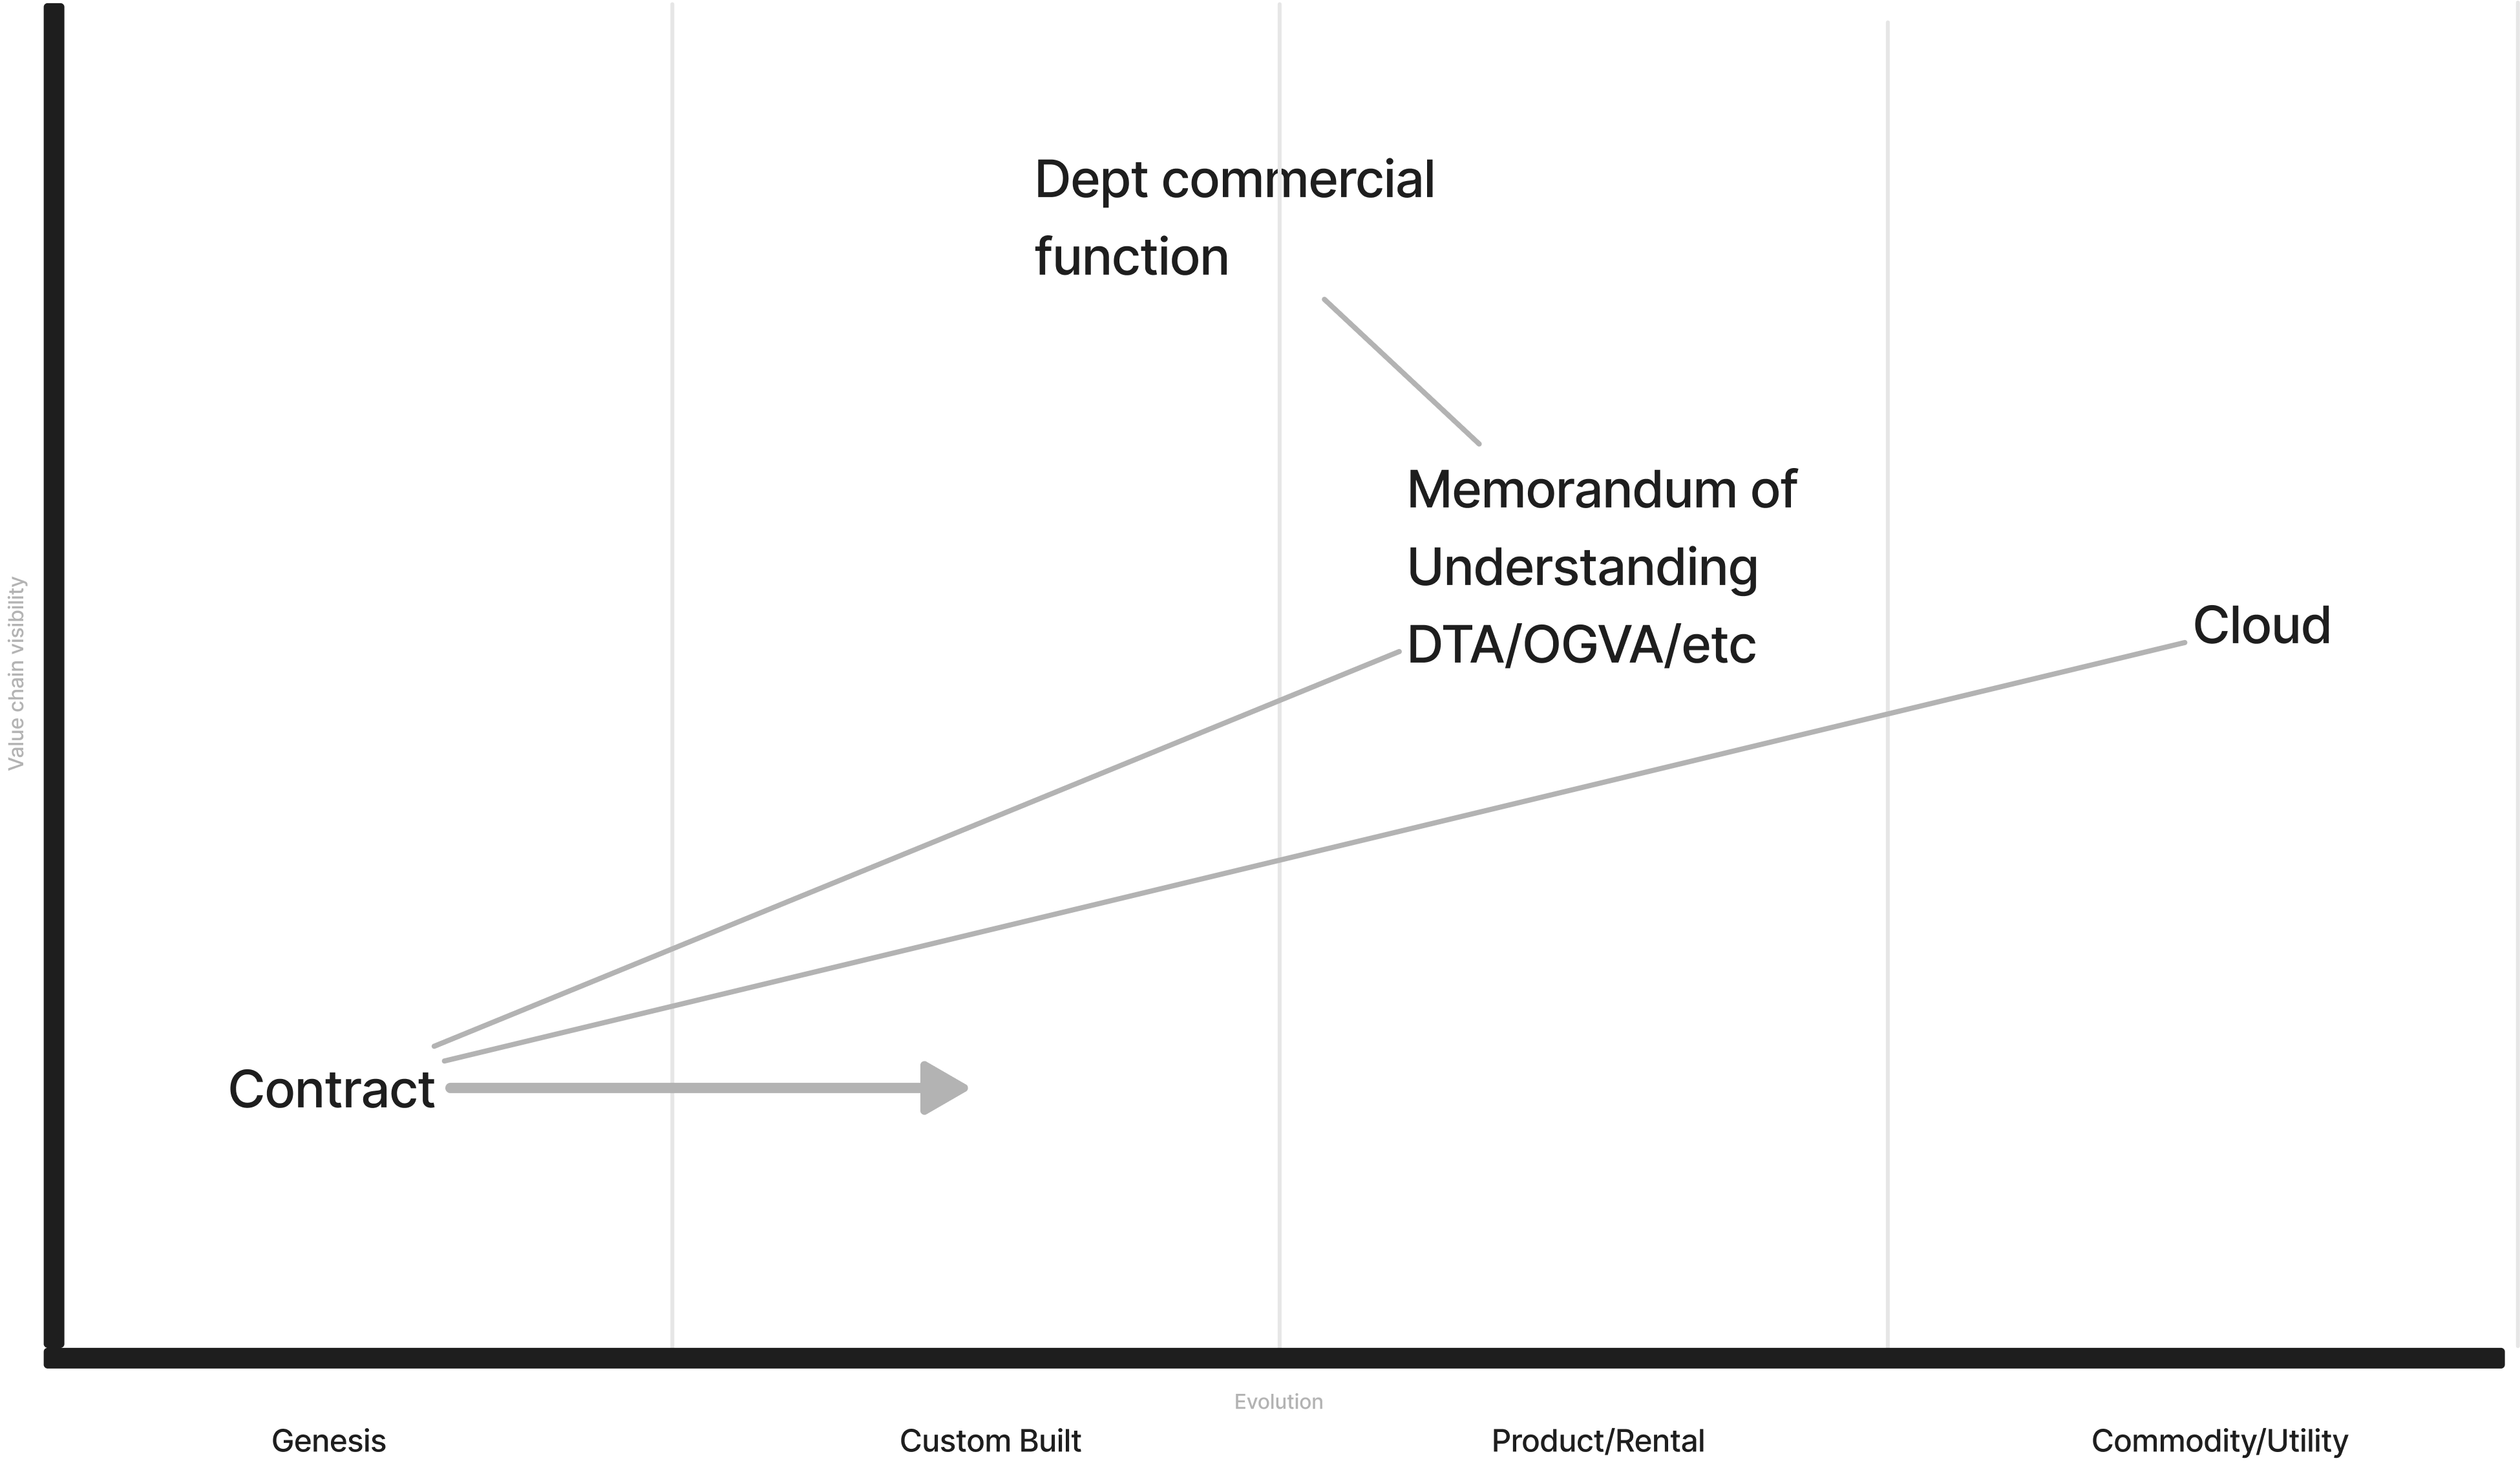 Dept commercial
function
Memorandum of
Understanding
DTA/OGVA/etc
Cloud
Value chain visibility
Contract
Evolution
Genesis
Custom Built
Product/Rental
Commodity/Utility